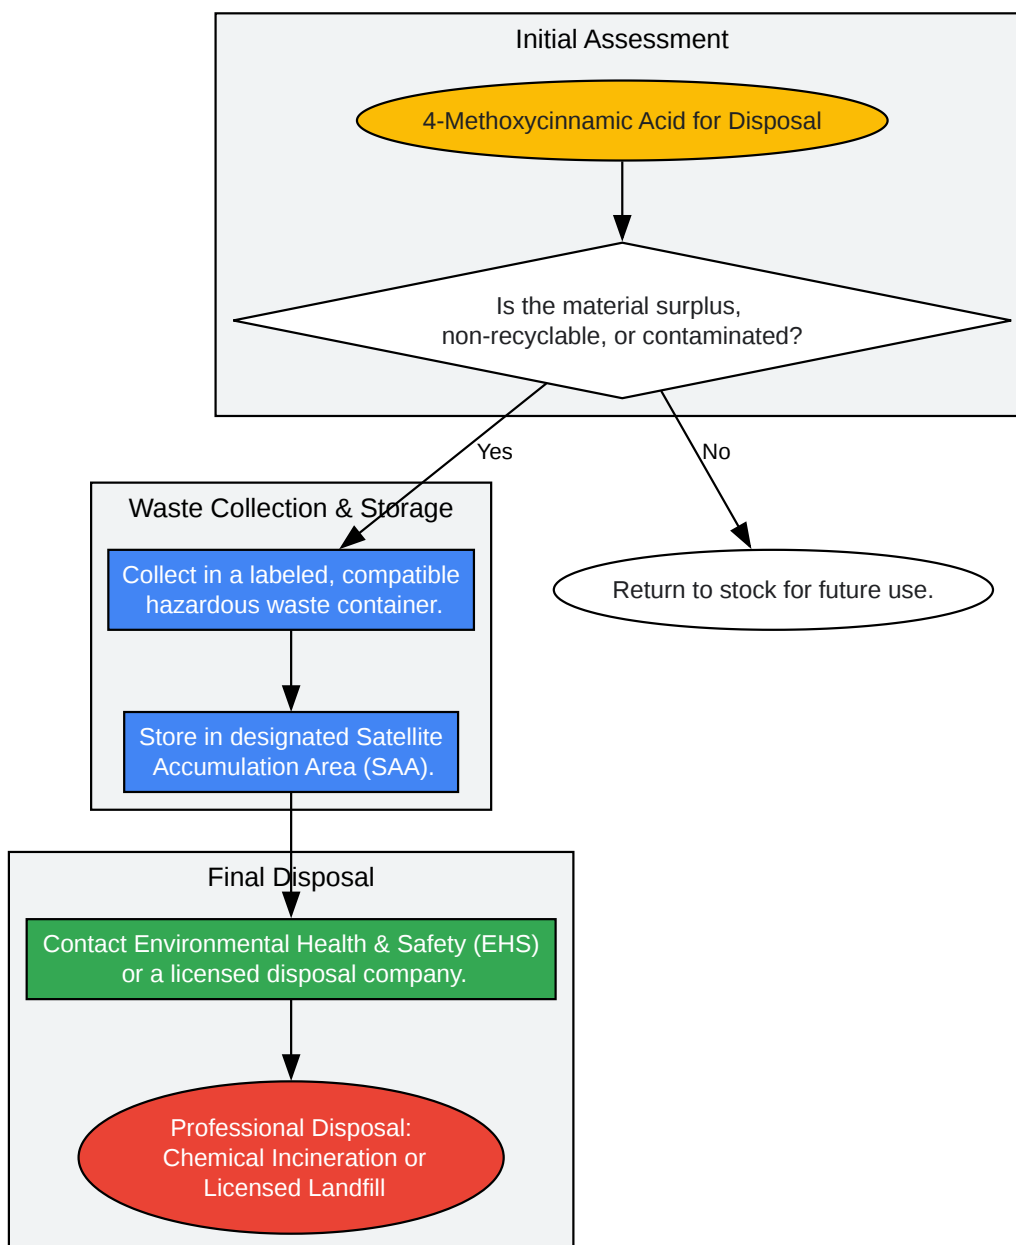 Initial Assessment
4-Methoxycinnamic Acid for Disposal
Is the material surplus,
non-recyclable, or contaminated?
Yes
No
Waste Collection & Storage
Collect in a labeled, compatible
hazardous waste container.
Return to stock for future use.
Store in designated Satellite
Accumulation Area (SAA).
Final Disposal
Contact Environmental Health & Safety (EHS)
or a licensed disposal company.
Professional Disposal:
Chemical Incineration or
Licensed Landfill